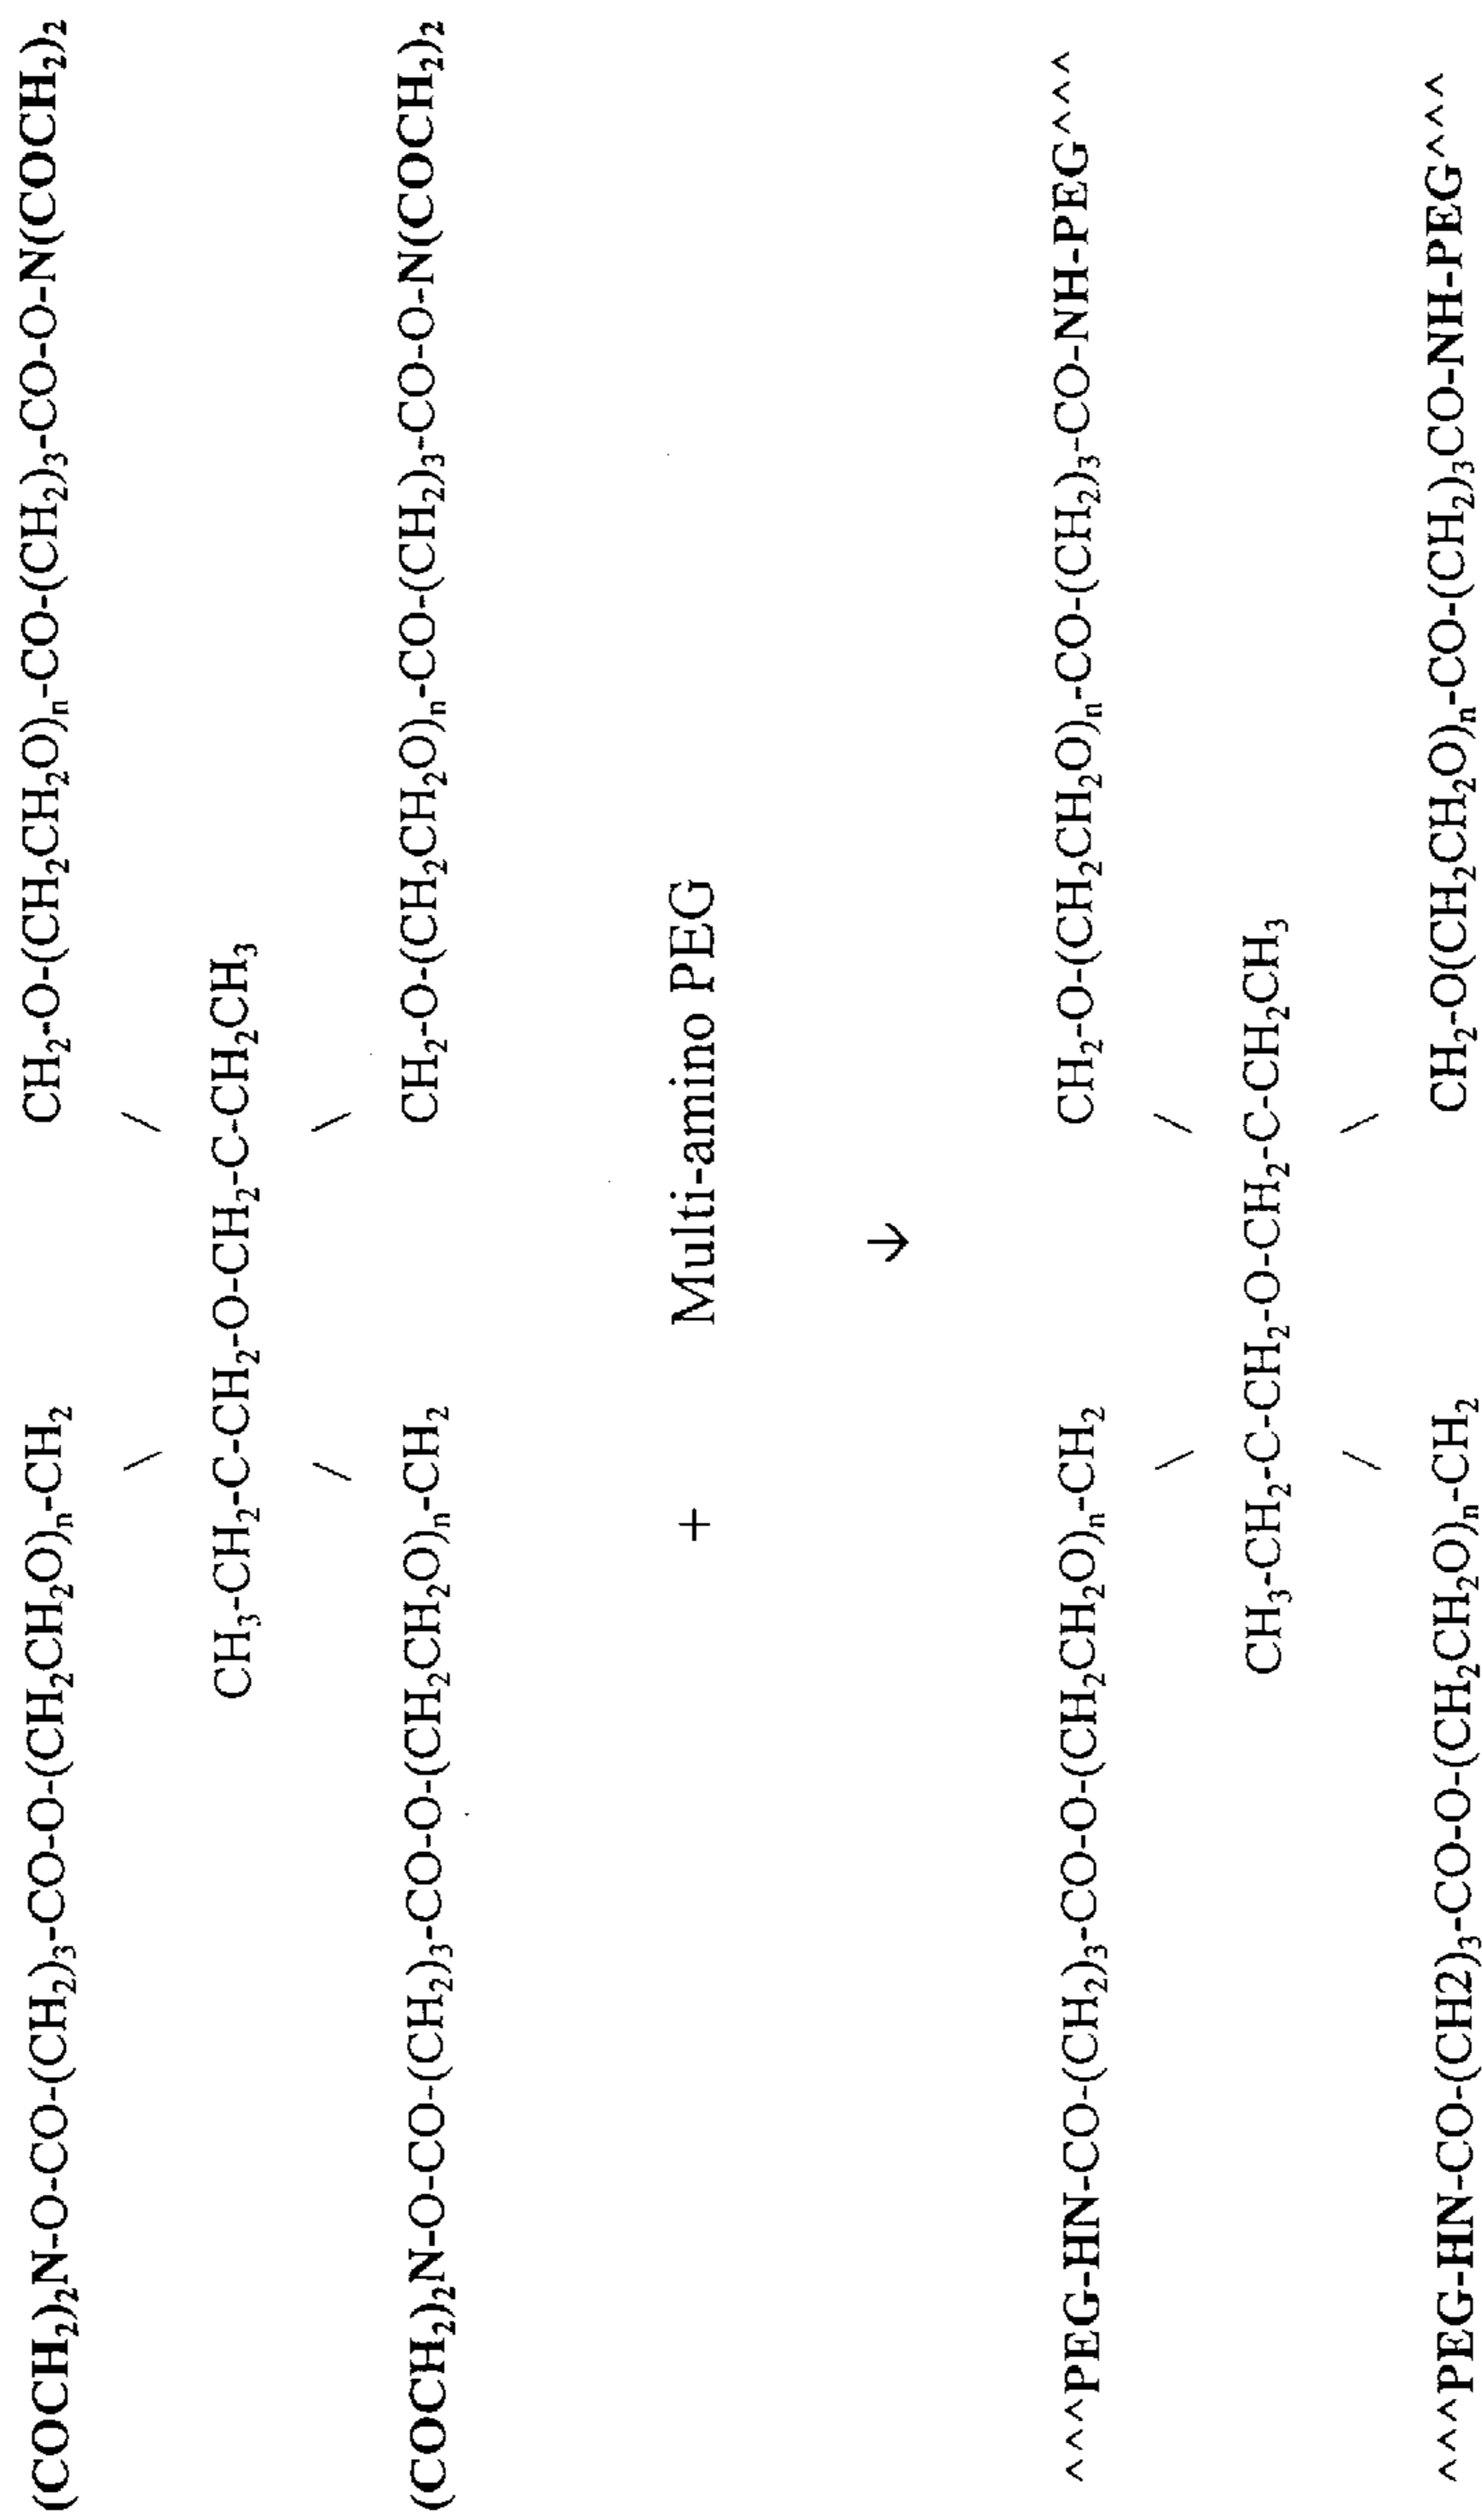 (COCH₂)₂N-O-CO-(CH₂)₃-CO-O-(CH₂CH₂O)ₙ-CH₂ CH₂-O-(CH₂CH₂O)ₙ-CO-(CH₂)₃-CO-O-N(COCH₂)₂
\ /
CH₃-CH₂-C-CH₂-O-CH₂-C-CH₂CH₃
/ \
(COCH₂)₂N-O-CO-(CH₂)₃-CO-O-(CH₂CH₂O)ₙ-CH₂ CH₂-O-(CH₂CH₂O)ₙ-CO-(CH₂)₃-CO-O-N(COCH₂)₂
+ Multi-amino PEG
↓
^^^PEG-HN-CO-(CH₂)₃-CO-O-(CH₂CH₂O)ₙ-CH₂ CH₂-O-(CH₂CH₂O)ₙ-CO-(CH₂)₃-CO-NH-PEG^^^
\ /
CH₃-CH₂-C-CH₂-O-CH₂-C-CH₂CH₃
/ \
^^^PEG-HN-CO-(CH2)₃-CO-O-(CH₂CH₂O)ₙ-CH₂ CH₂-O(CH₂CH₂O)ₙ-CO-(CH₂)₃CO-NH-PEG^^^